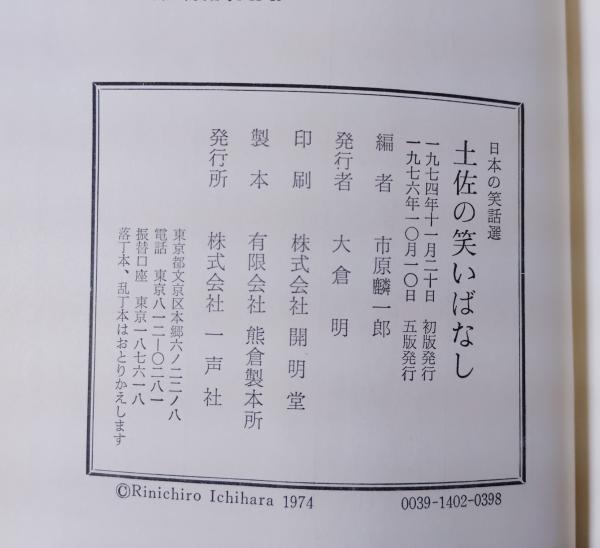 日本の笑話選
土佐の笑いばなし
一九七四年十一月二十日 初版発行
一九七六年一〇月一〇日 五版発行
編者 市原麟一郎
発行者 大倉明
印刷 株式会社 開明堂
製本 有限会社 熊倉製本所
発行所 株式会社 一声社
東京都文京区本郷六ノ二二ノ八
電話 東京八一二―〇二八一
振替口座 東京一八七六一八
落丁本、乱丁本はおとりかえします
©Rinichiro Ichihara 1974
0039-1402-0398